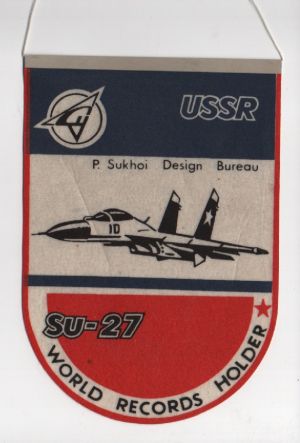 USSR
P. Sukhoi Design Bureau
10
Su-27
WORLD RECORDS HOLDER